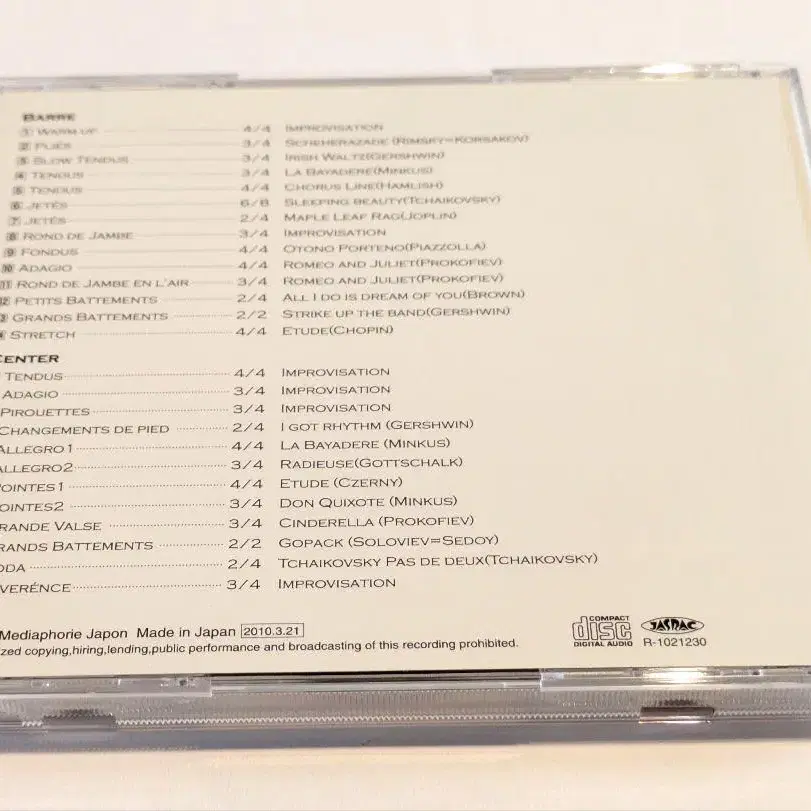 BARRE
1 WARM-UP 4/4 IMPROVISATION
2 PLIÉS 3/4 SCHEHERAZADE (RIMSKY=KORSAKOV)
3 SLOW TENDUS 3/4 IRISH WALTZ(GERSHWIN)
4 TENDUS 3/4 LA BAYADERE(MINKUS)
5 TENDUS 4/4 CHORUS LINE(HAMLISH)
6 JETÉS 6/8 SLEEPING BEAUTY(TCHAIKOVSKY)
7 JETÉS 2/4 MAPLE LEAF RAG(JOPLIN)
8 ROND DE JAMBE 3/4 IMPROVISATION
9 FONDUS 4/4 OTONO PORTENO(PIAZZOLLA)
10 ADAGIO 4/4 ROMEO AND JULIET(PROKOFIEV)
11 ROND DE JAMBE EN L'AIR 3/4 ROMEO AND JULIET(PROKOFIEV)
12 PETITS BATTEMENTS 2/4 ALL I DO IS DREAM OF YOU(BROWN)
3 GRANDS BATTEMENTS 2/2 STRIKE UP THE BAND(GERSHWIN)
STRETCH 4/4 ETUDE(CHOPIN)
CENTER
TENDUS 4/4 IMPROVISATION
ADAGIO 3/4 IMPROVISATION
PIROUETTES 3/4 IMPROVISATION
CHANGEMENTS DE PIED 2/4 I GOT RHYTHM (GERSHWIN)
ALLEGRO1 4/4 LA BAYADERE (MINKUS)
ALLEGRO2 3/4 RADIEUSE(GOTTSCHALK)
POINTES1 4/4 ETUDE (CZERNY)
OINTES2 3/4 DON QUIXOTE (MINKUS)
RANDE VALSE 3/4 CINDERELLA (PROKOFIEV)
RANDS BATTEMENTS 2/2 GOPACK (SOLOVIEV=SEDOY)
ODA 2/4 TCHAIKOVSKY PAS DE DEUX(TCHAIKOVSKY)
VERÉNCE 3/4 IMPROVISATION
Mediaphorie Japon Made in Japan 2010.3.21
zed copying,hiring,lending,public performance and broadcasting of this recording prohibited.
COMPACT
disc
DIGITAL AUDIO
JASRAC
R-1021230